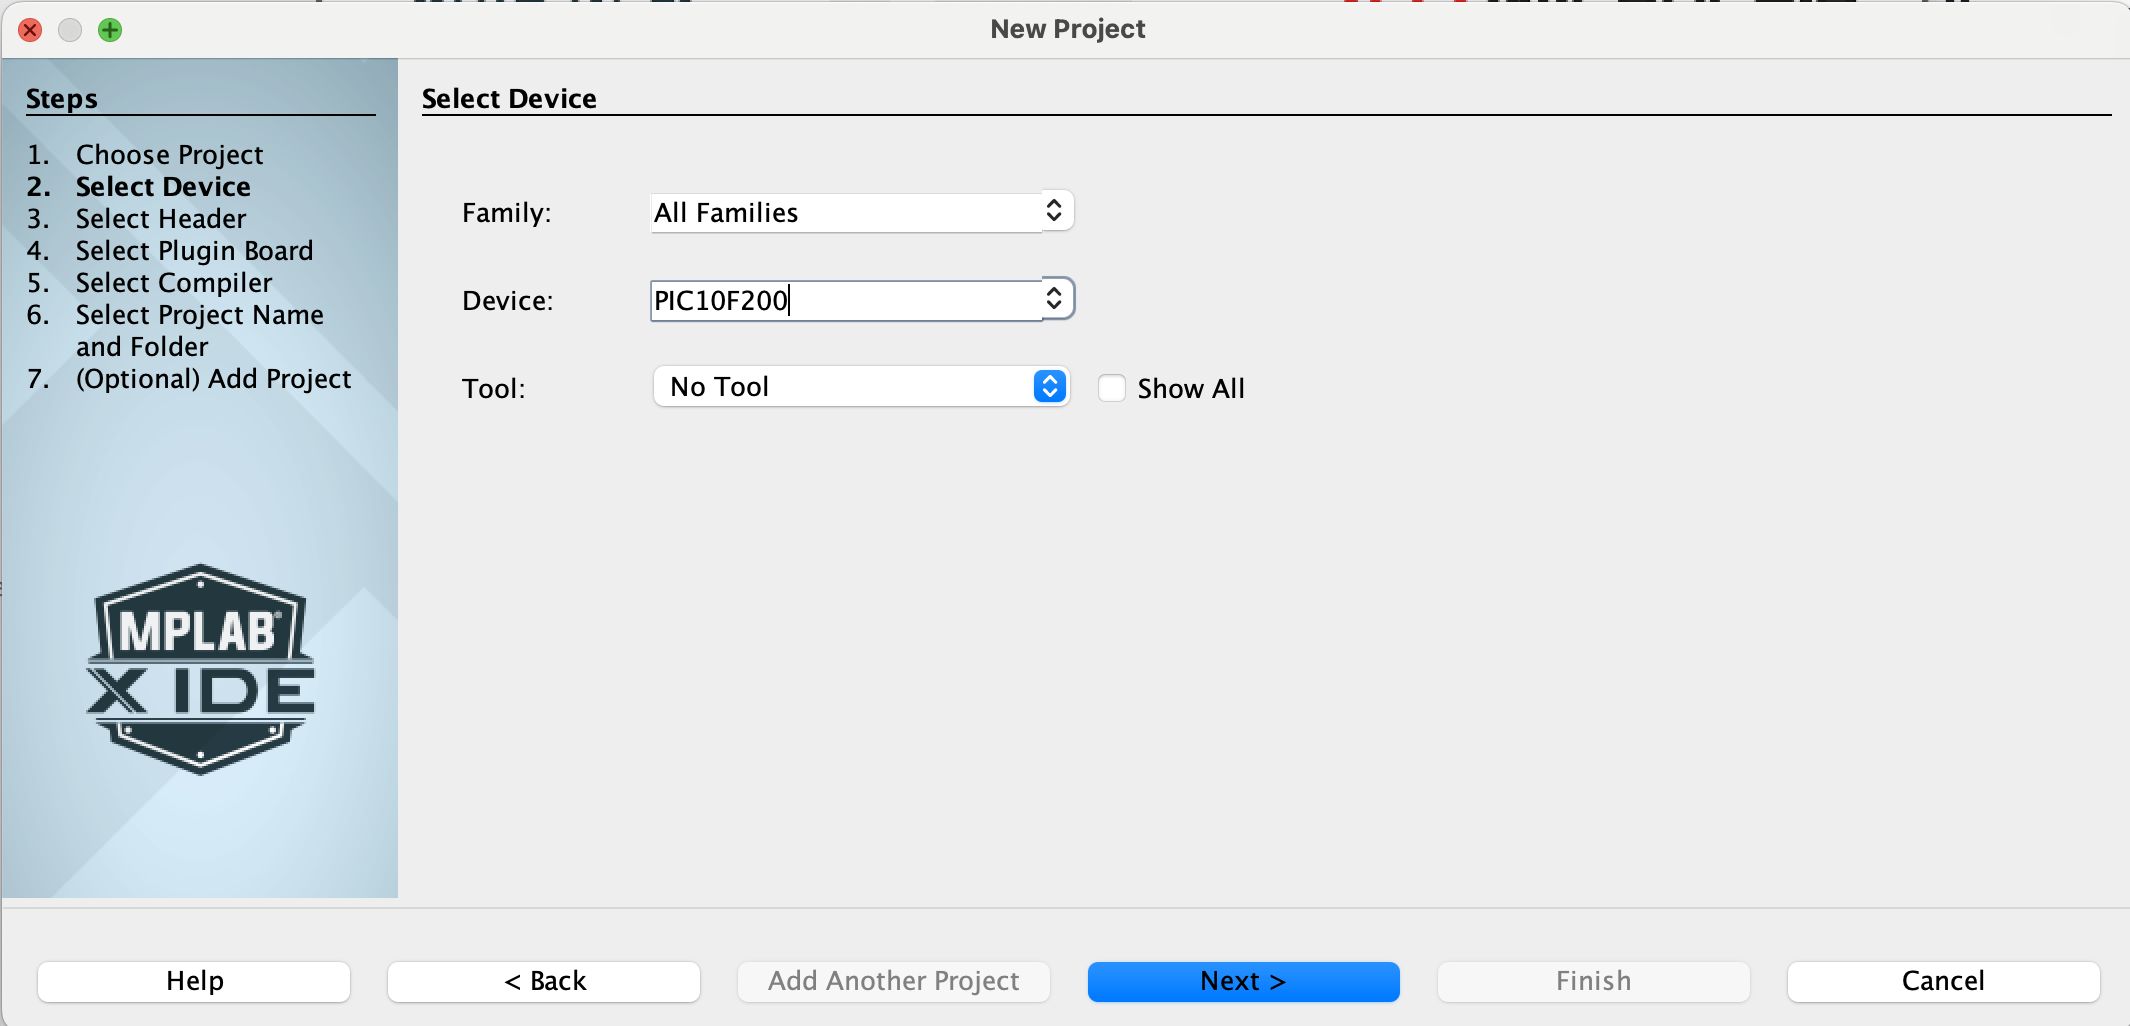 New Project
Steps
1. Choose Project
2. Select Device
3. Select Header
4. Select Plugin Board
5. Select Compiler
6. Select Project Name
and Folder
7. (Optional) Add Project
MPLAB®
X IDE
Select Device
Family: All Families
Device: PIC10F200
Tool: No Tool Show All
Help < Back Add Another Project Next > Finish Cancel